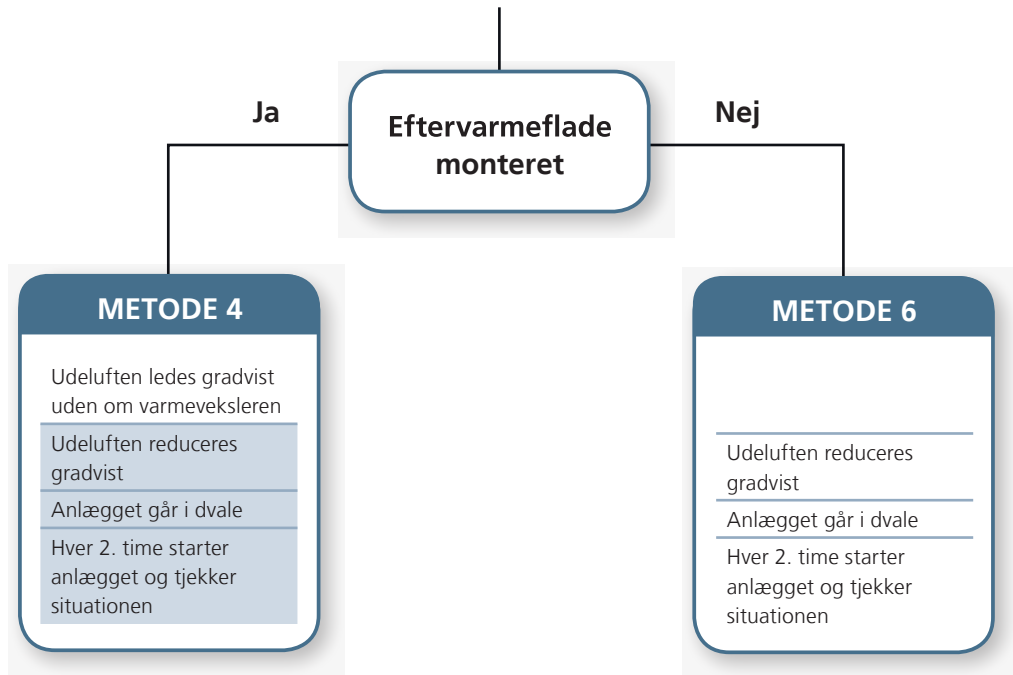 Ja
Eftervarmeflade
monteret
Nej
METODE 4
Udeluften ledes gradvist
uden om varmeveksleren
Udeluften reduceres
gradvist
Anlægget går i dvale
Hver 2. time starter
anlægget og tjekker
situationen
METODE 6
Udeluften reduceres
gradvist
Anlægget går i dvale
Hver 2. time starter
anlægget og tjekker
situationen